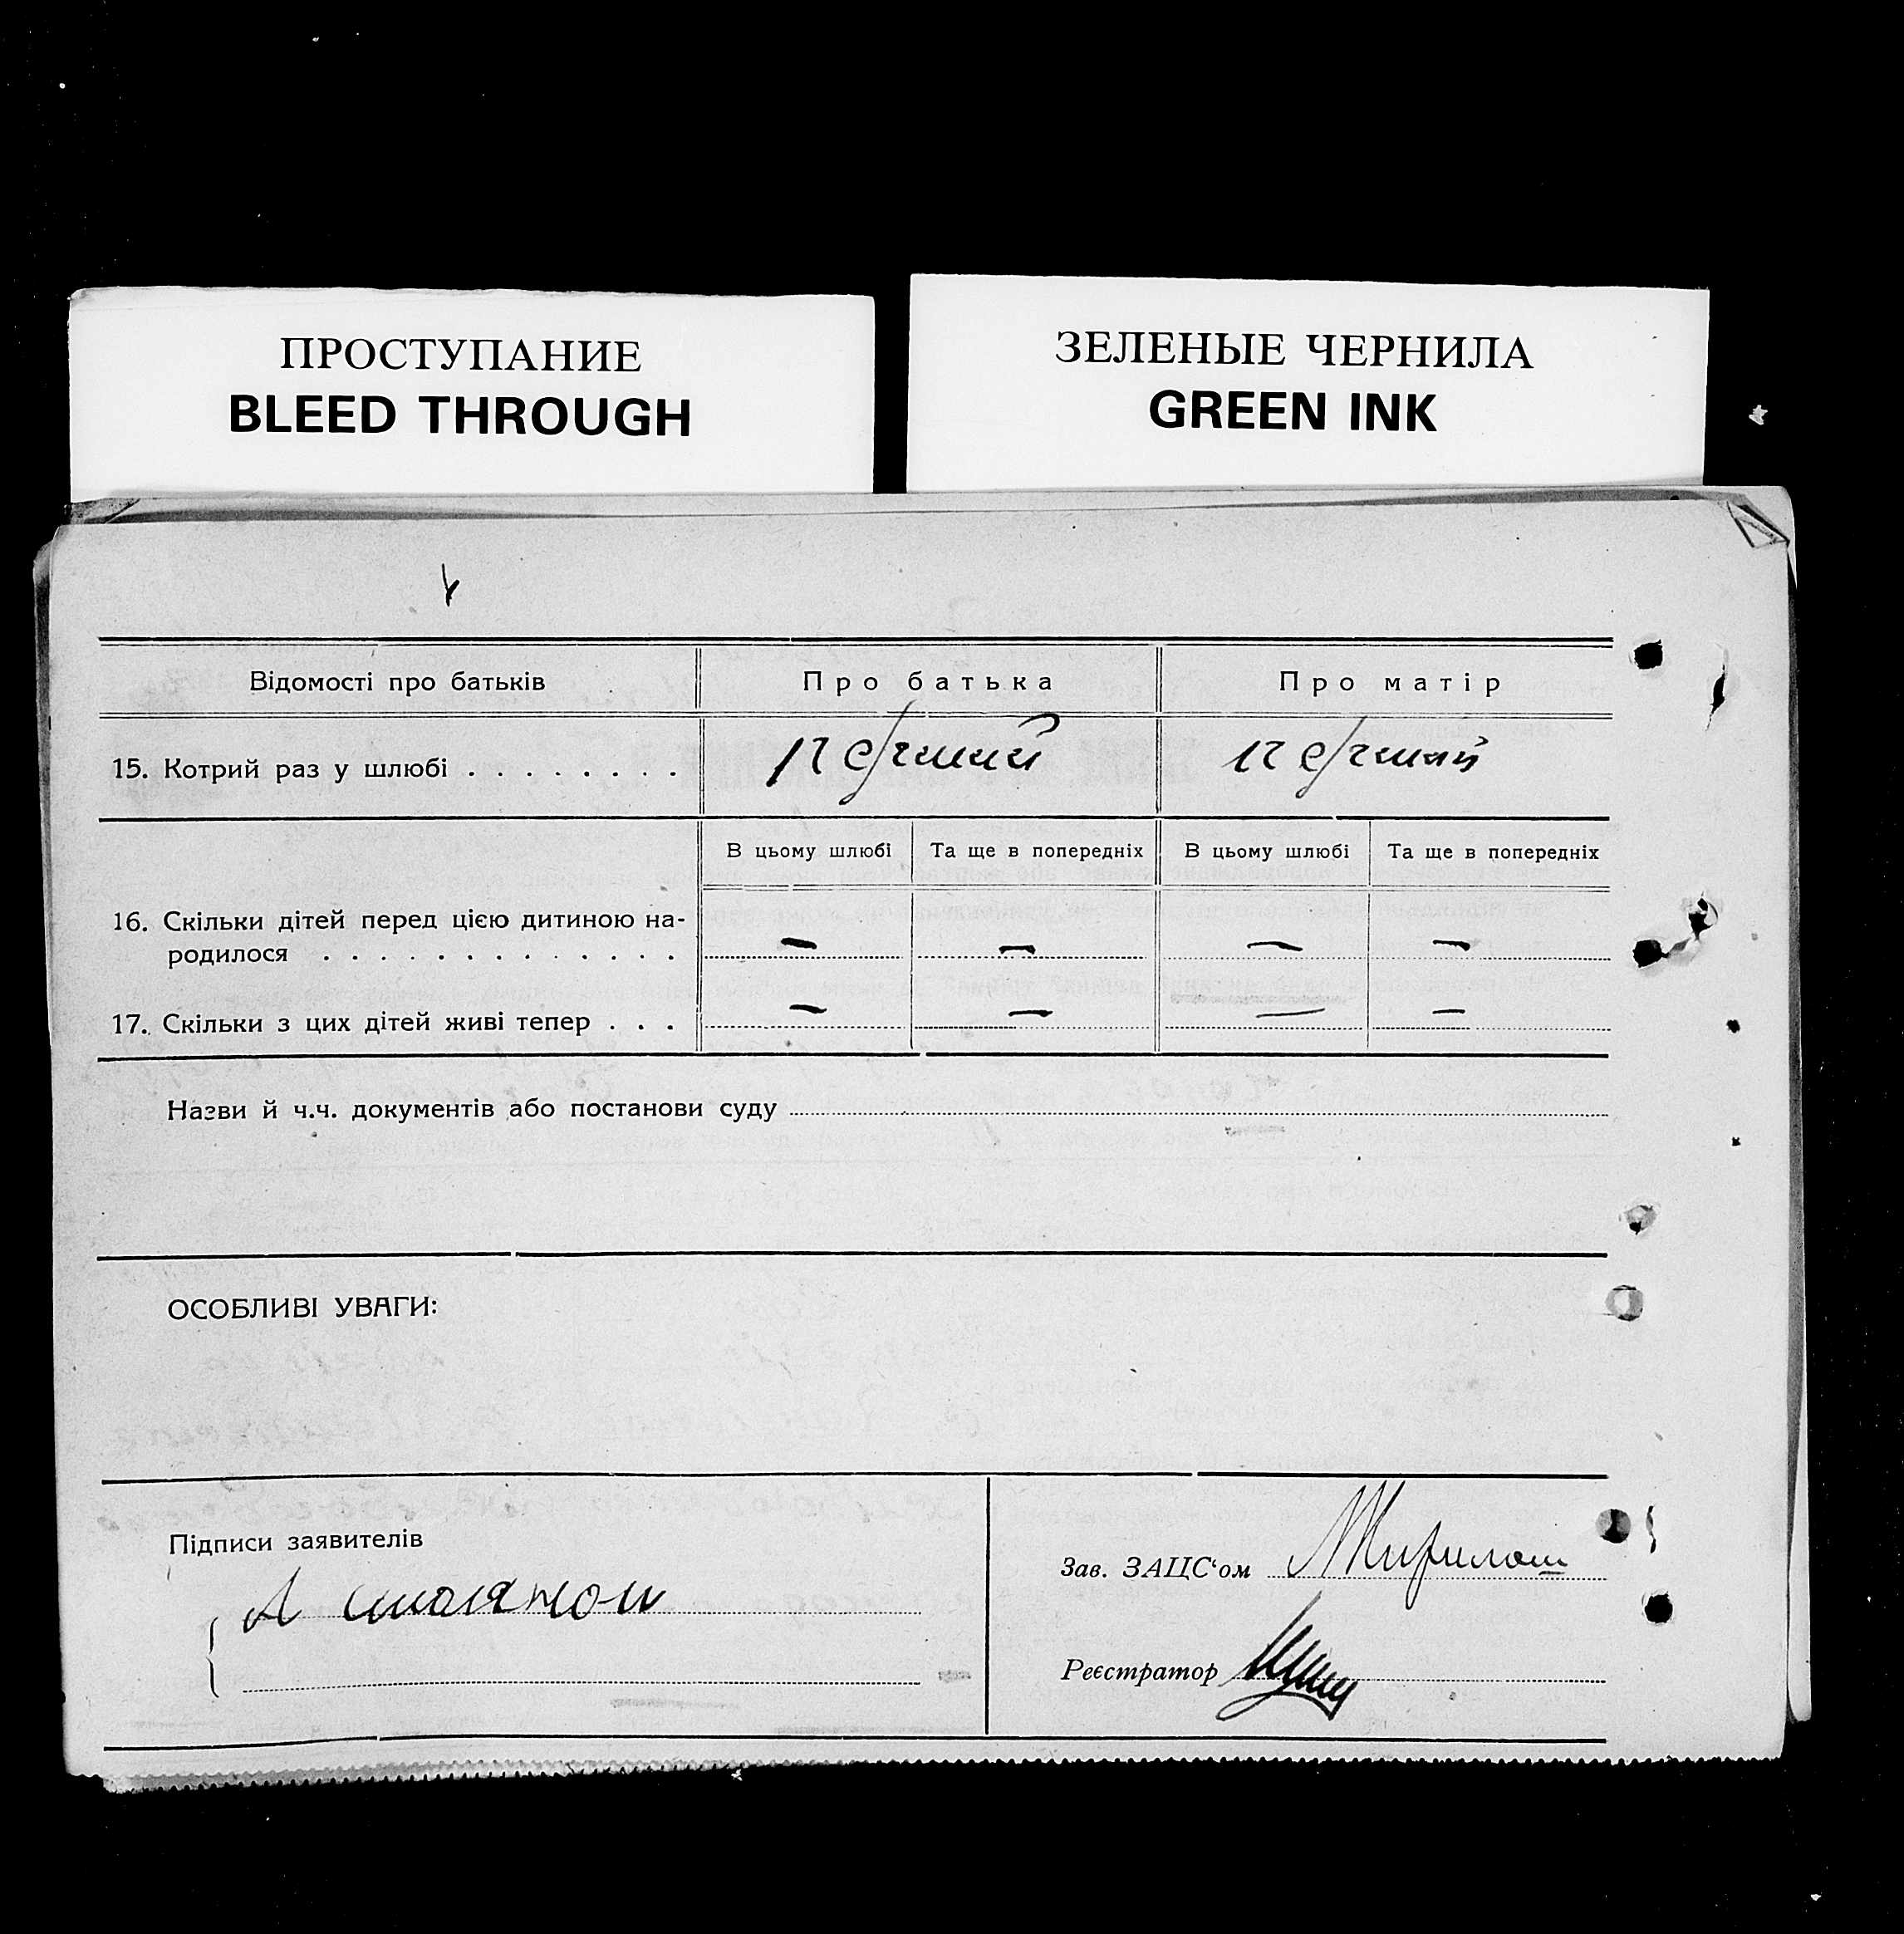 ПРОСТУПАНИЕ
BLEED THROUGH
ЗЕЛЕНЫЕ ЧЕРНИЛА
GREEN INK
Відомості про батьків Про батька Про матір
15. Котрий раз у шлюбі . . . . . . . . перший перший
В цьому шлюбі Та ще в попередніх В цьому шлюбі Та ще в попередніх
16. Скільки дітей перед цією дитиною на-
родилося . . . . . . . . . . . . . — — — —
17. Скільки з цих дітей живі тепер . . . — — — —
Назви й ч.ч. документів або постанови суду
ОСОБЛИВІ УВАГИ:
Підписи заявителів
Зав. ЗАЦС‘ом
Реєстратор